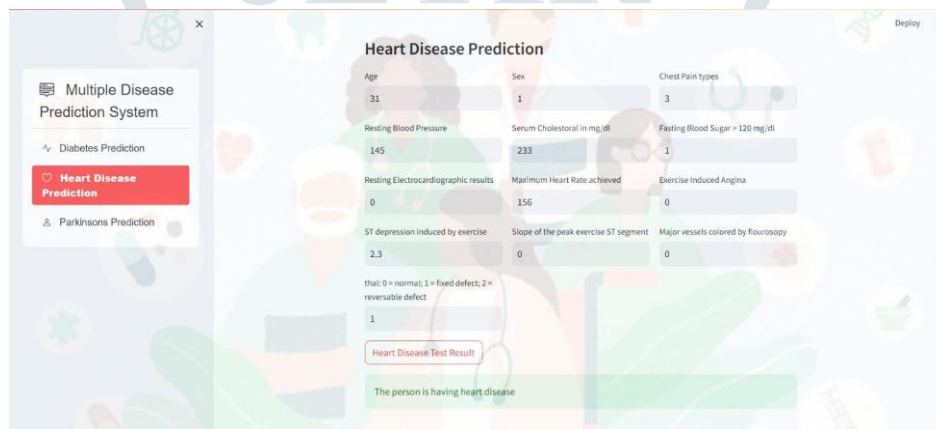 Deploy
Multiple Disease
Prediction System
Diabetes Prediction
Heart Disease
Prediction
Parkinsons Prediction
Heart Disease Prediction
Age
Sex
Chest Pain types
31
1
3
Resting Blood Pressure
Serum Cholestoral in mg/dl
Fasting Blood Sugar > 120 mg/dl
145
233
1
Resting Electrocardiographic results
Maximum Heart Rate achieved
Exercise Induced Angina
0
156
0
ST depression induced by exercise
Slope of the peak exercise ST segment
Major vessels colored by flourosopy
2.3
0
0
thal: 0 = normal; 1 = fixed defect; 2 =
reversable defect
1
Heart Disease Test Result
The person is having heart disease